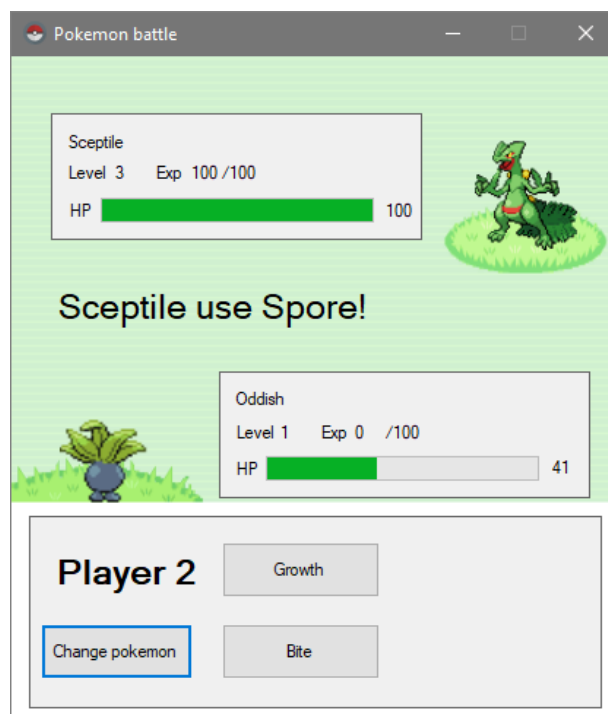 Pokemon battle
Sceptile
Level 3 Exp 100 /100
HP 100
Sceptile use Spore!
Oddish
Level 1 Exp 0 /100
HP 41
Player 2
Growth
Change pokemon
Bite